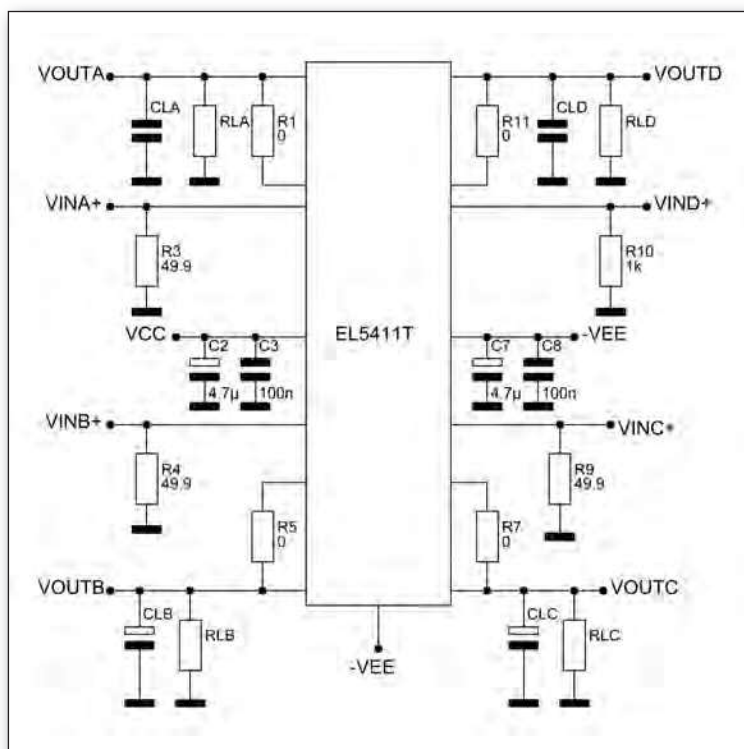 VOUTA
VOUTD
CLA
RLA
R1
0
R11
0
CLD
RLD
VINA+
VIND+
R3
49.9
R10
1k
VCC
C2
C3
4.7µ
100n
EL5411T
C7
C8
-VEE
4.7µ
100n
VINB+
VINC+
R4
49.9
R9
49.9
R5
0
R7
0
VOUTB
VOUTC
CLB
RLB
CLC
RLC
-VEE